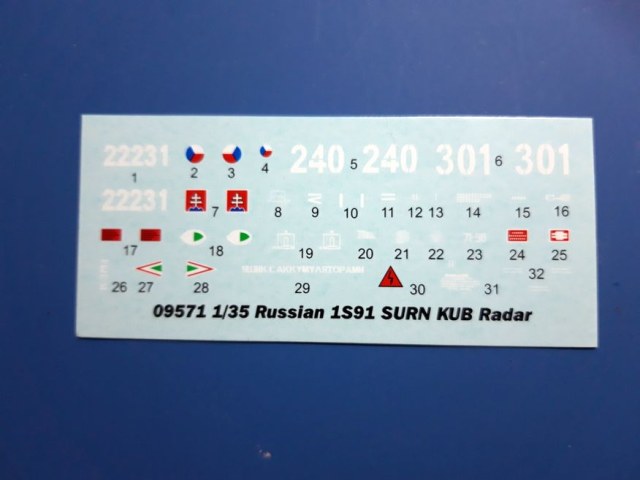 22231 240 5 240 301 6 301
1 2 3 4
22231
7 8 9 10 11 12 13 14 15 16
17 18 19 20 21 22 23 24 25
26 27 28 29 30 31 32
09571 1/35 Russian 1S91 SURN KUB Radar